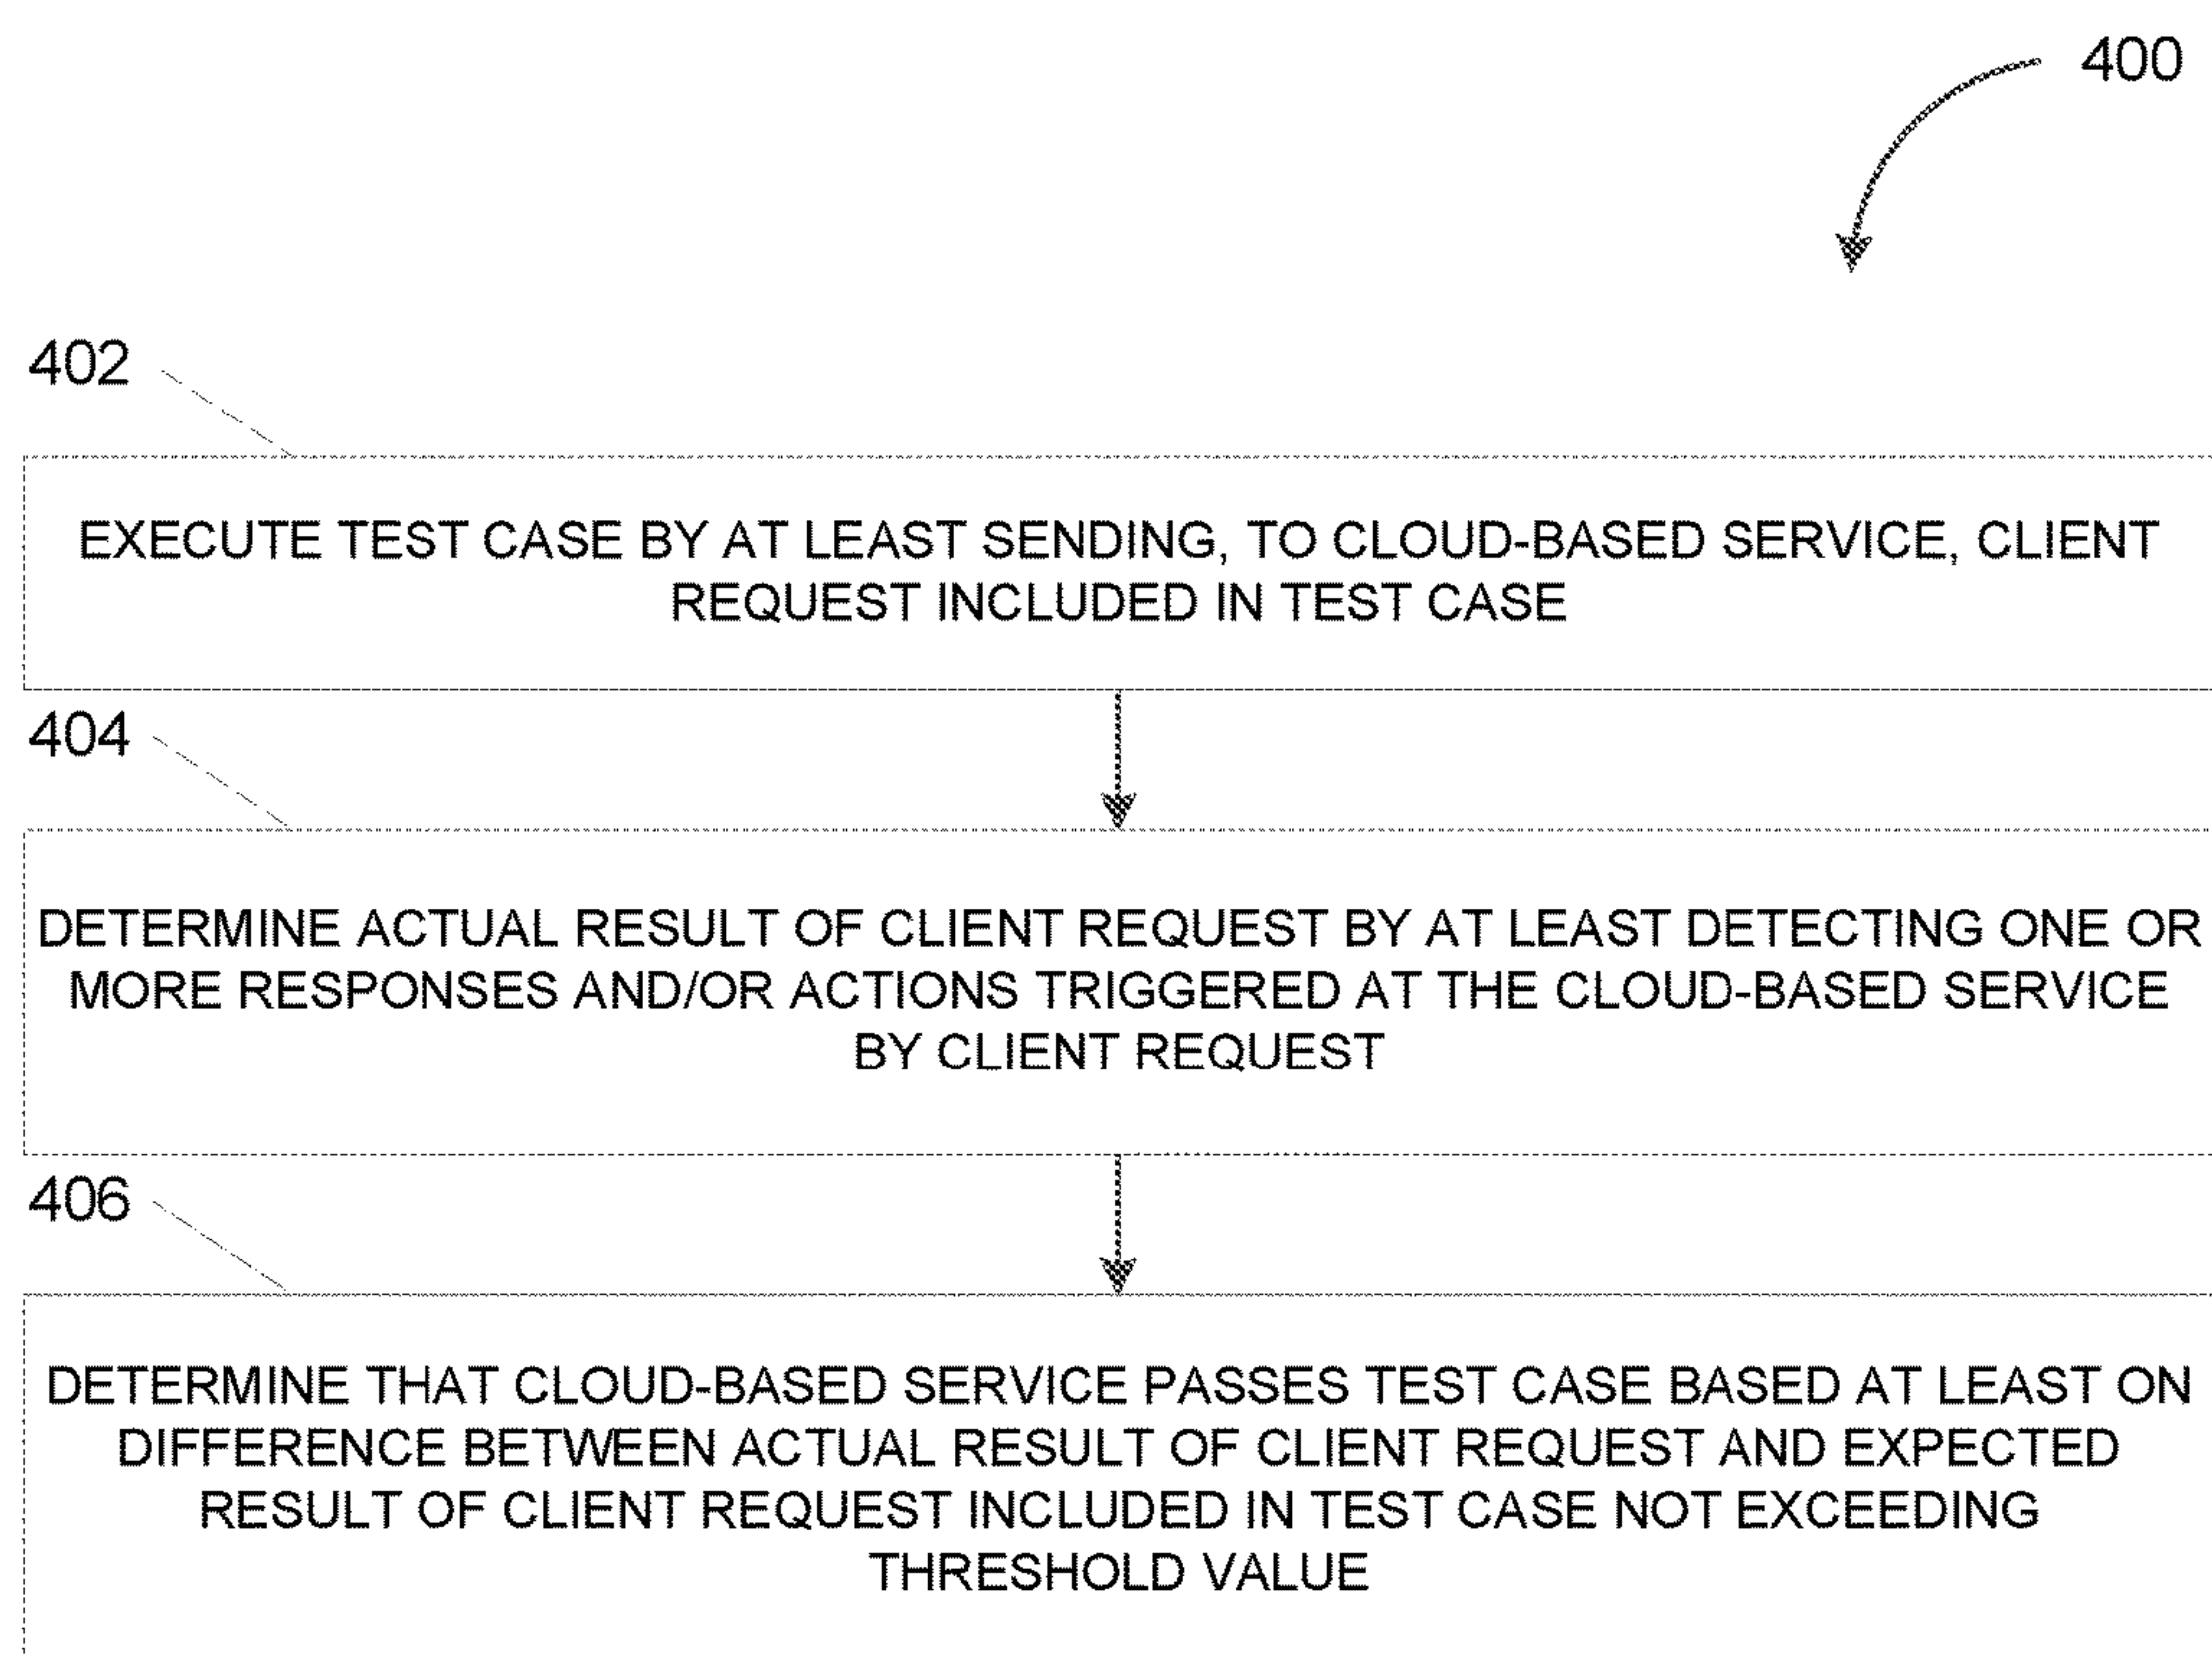 400
402
EXECUTE TEST CASE BY AT LEAST SENDING, TO CLOUD-BASED SERVICE, CLIENT
REQUEST INCLUDED IN TEST CASE
404
DETERMINE ACTUAL RESULT OF CLIENT REQUEST BY AT LEAST DETECTING ONE OR
MORE RESPONSES AND/OR ACTIONS TRIGGERED AT THE CLOUD-BASED SERVICE
BY CLIENT REQUEST
406
DETERMINE THAT CLOUD-BASED SERVICE PASSES TEST CASE BASED AT LEAST ON
DIFFERENCE BETWEEN ACTUAL RESULT OF CLIENT REQUEST AND EXPECTED
RESULT OF CLIENT REQUEST INCLUDED IN TEST CASE NOT EXCEEDING
THRESHOLD VALUE